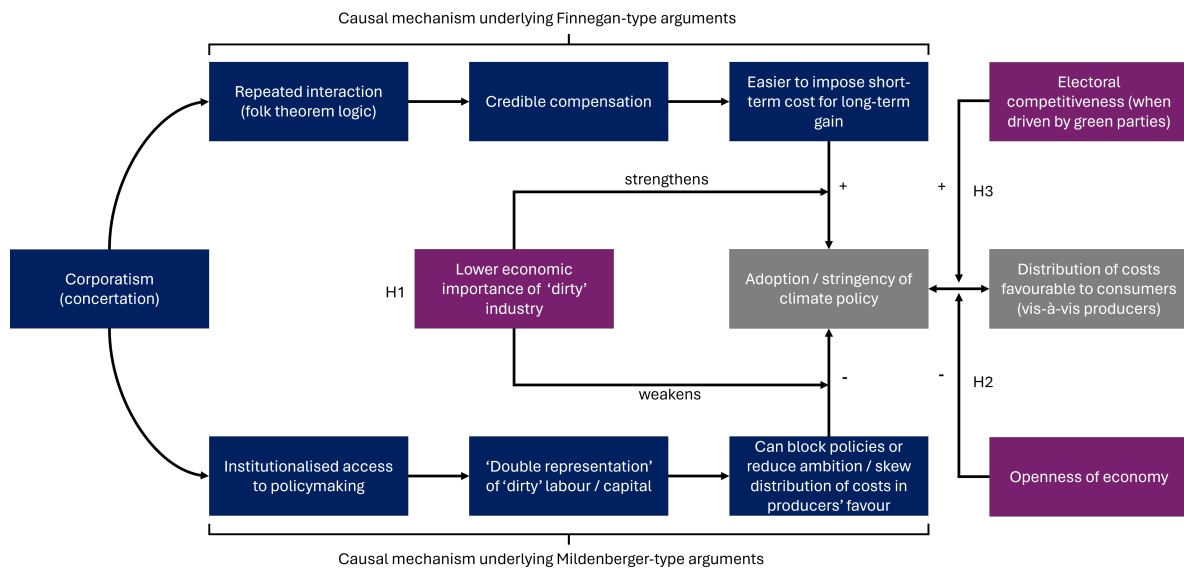 Causal mechanism underlying Finnegan-type arguments
Repeated interaction
(folk theorem logic)
Credible compensation
Easier to impose short-
term cost for long-term
gain
Electoral
competitiveness (when
driven by green parties)
strengthens
+
+
H3
Corporatism
(concertation)
H1
Lower economic
importance of ‘dirty’
industry
Adoption / stringency of
climate policy
Distribution of costs
favourable to consumers
(vis-à-vis producers)
weakens
-
-
H2
Institutionalised access
to policymaking
‘Double representation’
of ‘dirty’ labour / capital
Can block policies or
reduce ambition / skew
distribution of costs in
producers’ favour
Openness of economy
Causal mechanism underlying Mildenberger-type arguments